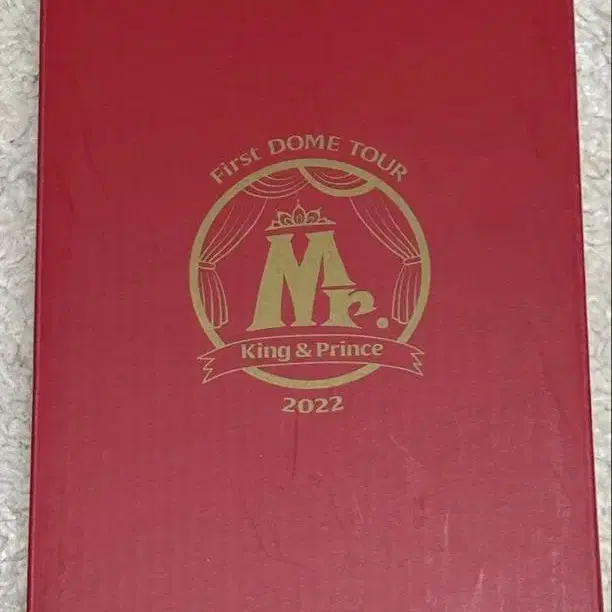 First DOME TOUR
Mr.
King & Prince
2022